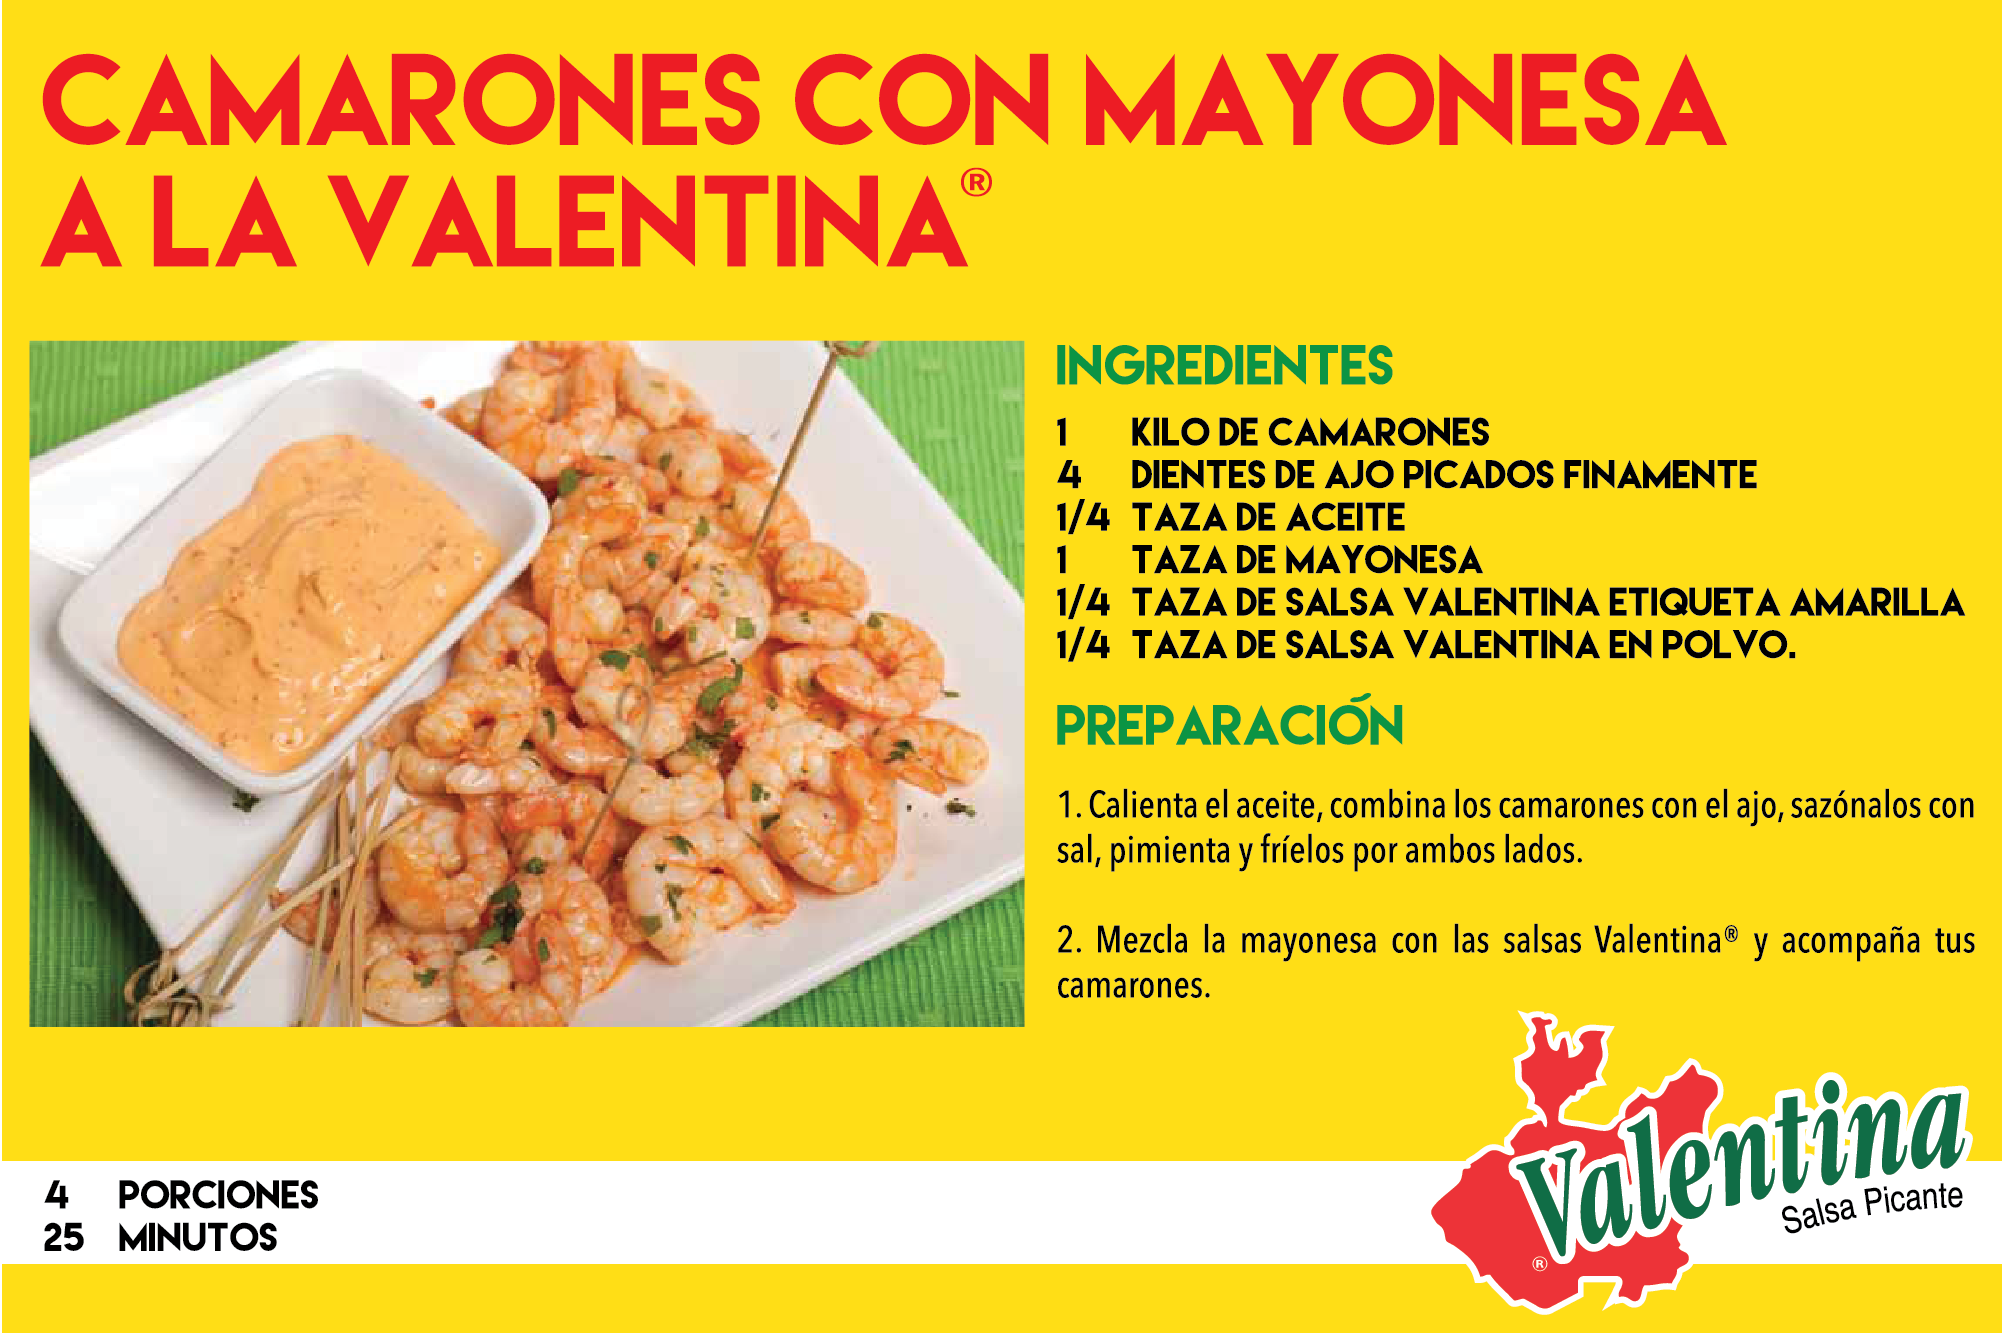 CAMARONES CON MAYONESA
A LA VALENTINA®
INGREDIENTES
1 KILO DE CAMARONES
4 DIENTES DE AJO PICADOS FINAMENTE
1/4 TAZA DE ACEITE
1 TAZA DE MAYONESA
1/4 TAZA DE SALSA VALENTINA ETIQUETA AMARILLA
1/4 TAZA DE SALSA VALENTINA EN POLVO.
PREPARACIÓN
1. Calienta el aceite, combina los camarones con el ajo, sazónalos con
sal, pimienta y fríelos por ambos lados.
2. Mezcla la mayonesa con las salsas Valentina® y acompaña tus
camarones.
4 PORCIONES
25 MINUTOS
Valentina
Salsa Picante
®